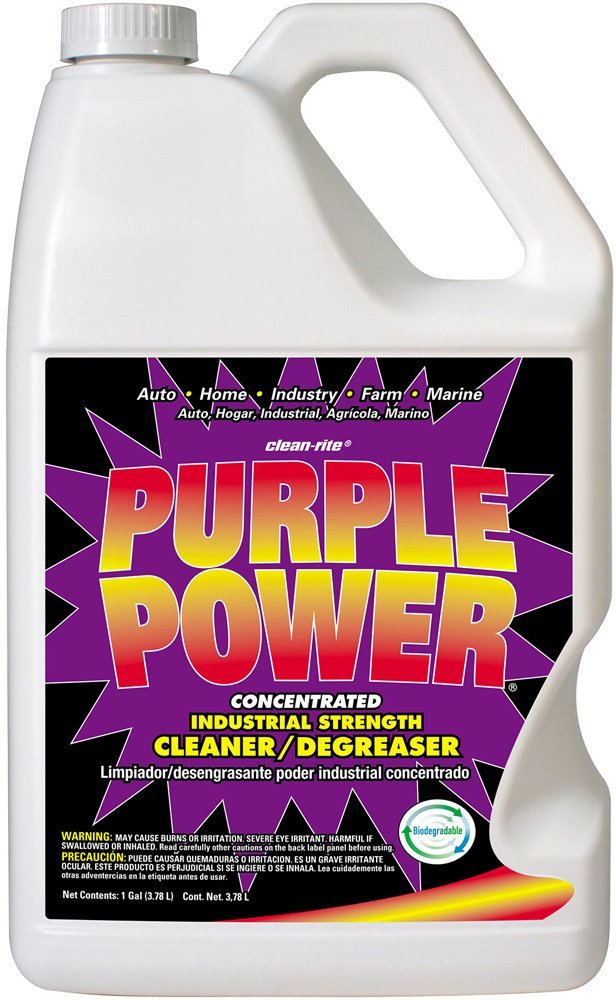 Auto • Home • Industry • Farm • Marine
Auto, Hogar, Industrial, Agrícola, Marino
clean-rite®
PURPLE
POWER®
CONCENTRATED
INDUSTRIAL STRENGTH
CLEANER/DEGREASER
Limpiador/desengrasante poder industrial concentrado
Biodegradable
WARNING: MAY CAUSE BURNS OR IRRITATION. SEVERE EYE IRRITANT. HARMFUL IF
SWALLOWED OR INHALED. Read carefully other cautions on the back label panel before using.
PRECAUCIÓN: PUEDE CAUSAR QUEMADURAS O IRRITACION. ES UN GRAVE IRRITANTE
OCULAR. ESTE PRODUCTO ES PERJUDICIAL SI SE INGIERE O SE INHALA. Lea cuidadamente las
otras adventencias en la etiqueta antes de usar.
Net Contents: 1 Gal (3.78 L) Cont. Net. 3,78 L